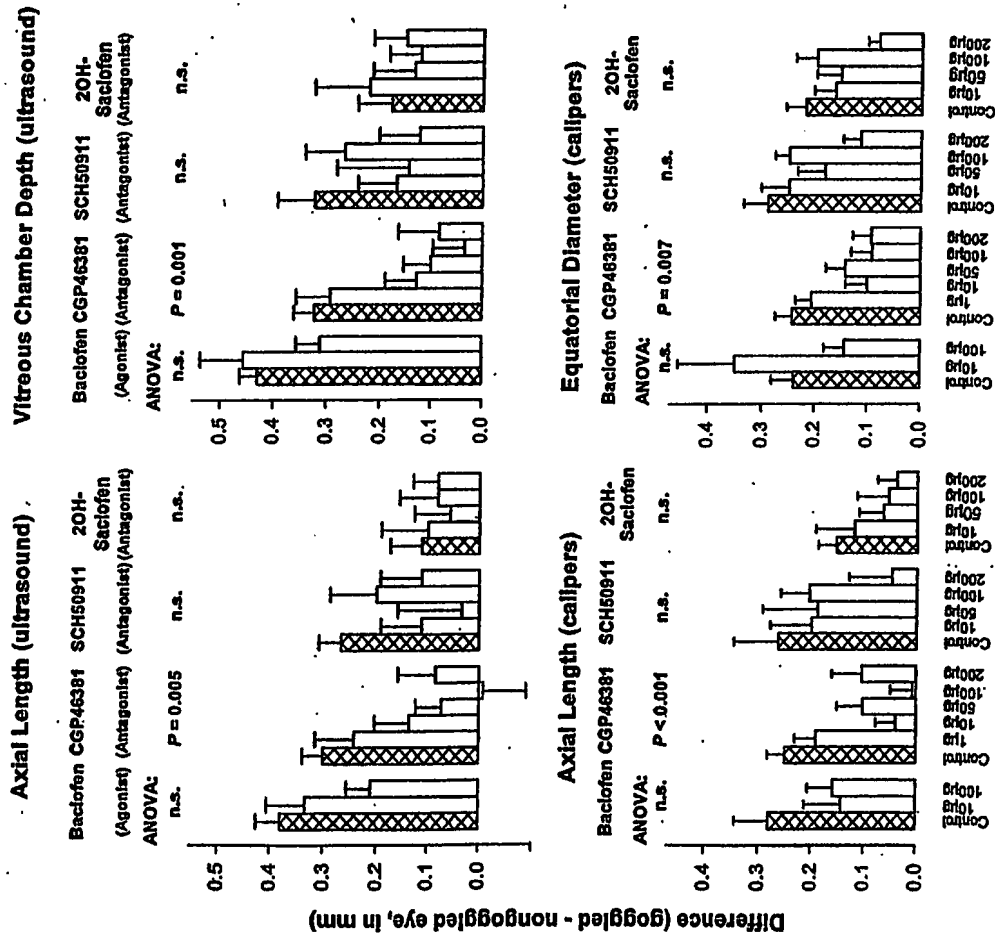 Axial Length (ultrasound)
Baclofen CGP46381 SCH50911 2OH-Saclofen
(Agonist) (Antagonist) (Antagonist) (Antagonist)
ANOVA:
n.s. P = 0.005 n.s. n.s.
0.5
0.4
0.3
0.2
0.1
0.0
Vitreous Chamber Depth (ultrasound)
Baclofen CGP46381 SCH50911 2OH-Saclofen
(Agonist) (Antagonist) (Antagonist) (Antagonist)
ANOVA:
n.s. P = 0.001 n.s. n.s.
0.5
0.4
0.3
0.2
0.1
0.0
Difference (goggled - nongoggled eye, in mm)
Axial Length (calipers)
Baclofen CGP46381 SCH50911 2OH-Saclofen
ANOVA:
n.s. P < 0.001 n.s. n.s.
0.4
0.3
0.2
0.1
0.0
Control 10µg 100µg Control 1µg 10µg 50µg 100µg 200µg Control 10µg 50µg 100µg 200µg Control 10µg 50µg 100µg 200µg
Equatorial Diameter (calipers)
Baclofen CGP46381 SCH50911 2OH-Saclofen
ANOVA:
n.s. P = 0.007 n.s. n.s.
0.4
0.3
0.2
0.1
0.0
Control 10µg 100µg Control 1µg 10µg 50µg 100µg 200µg Control 10µg 50µg 100µg 200µg Control 10µg 50µg 100µg 200µg